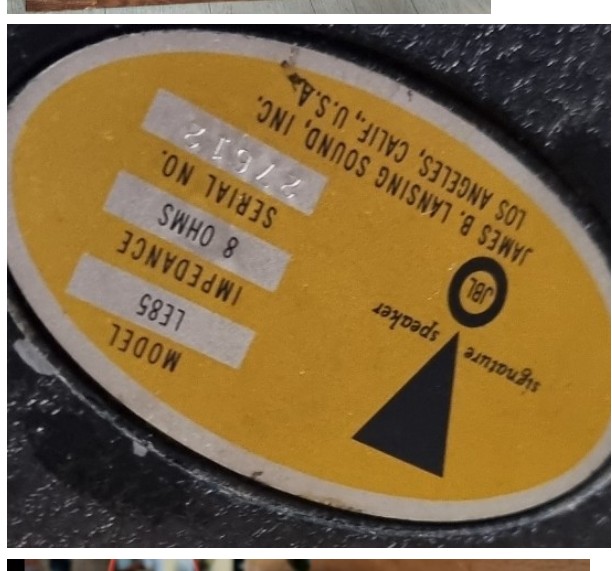 signature
speaker
JBL
JAMES B. LANSING SOUND, INC.
LOS ANGELES, CALIF., U.S.A.
MODEL
LE85
IMPEDANCE
8 OHMS
SERIAL NO.
27612